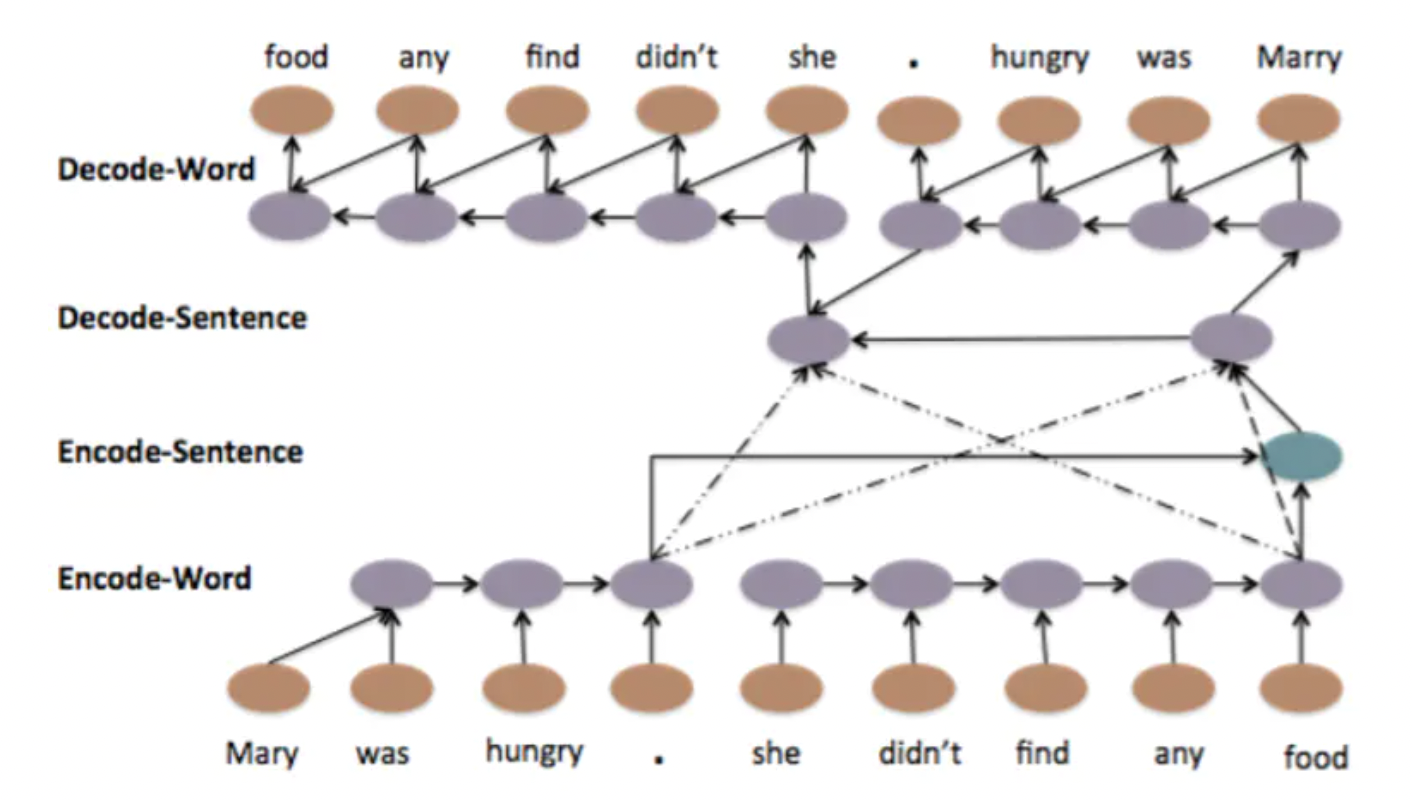 food any find didn't she . hungry was Marry
Decode-Word
Decode-Sentence
Encode-Sentence
Encode-Word
Mary was hungry . she didn't find any food